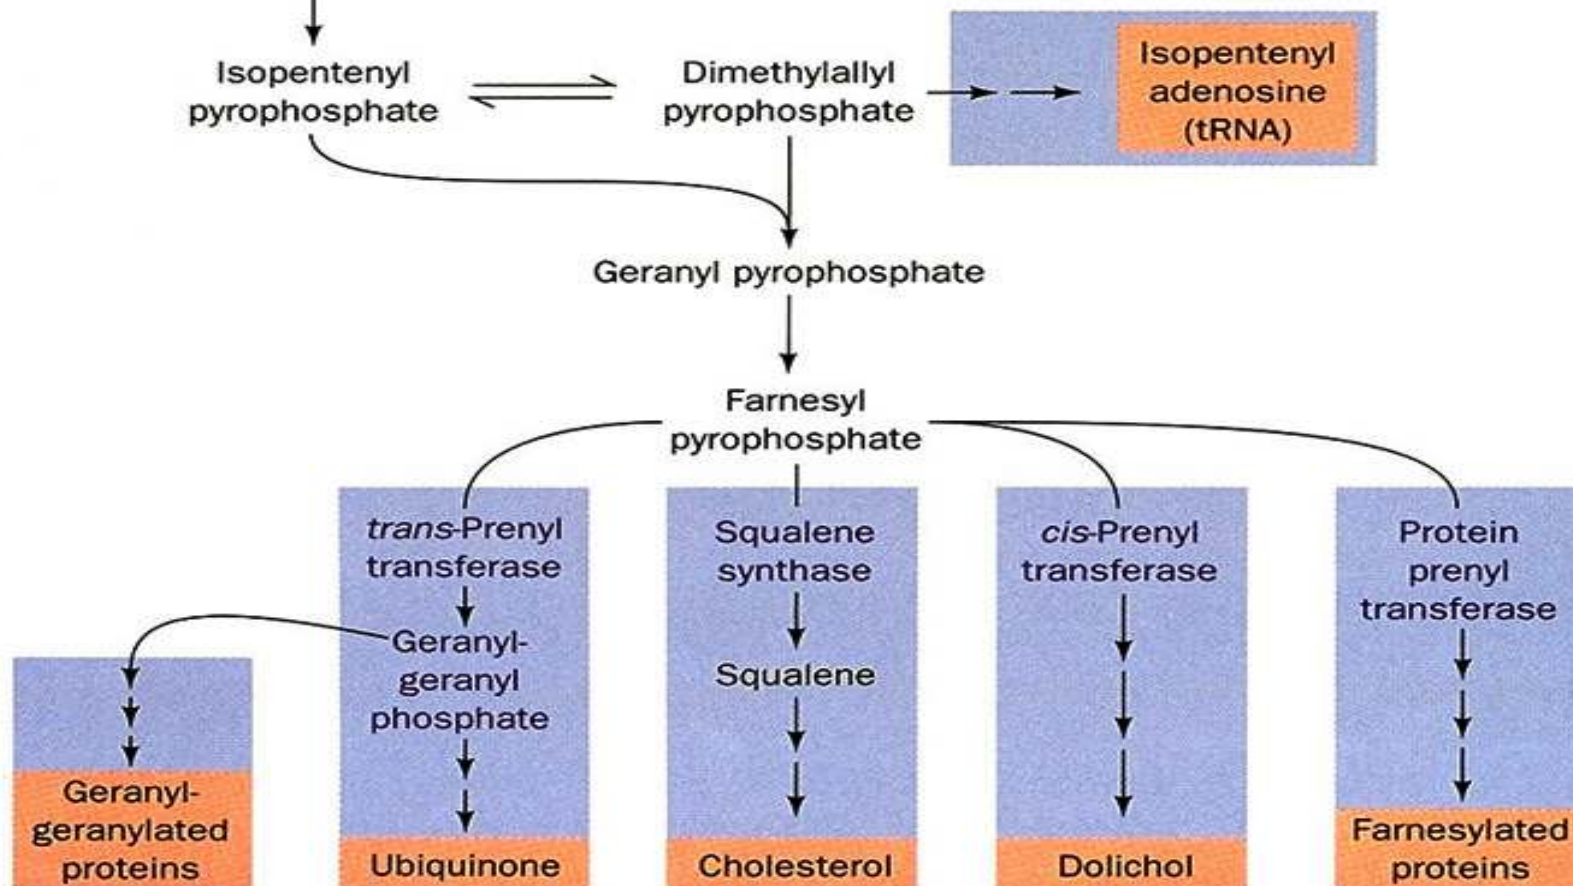 Isopentenyl
pyrophosphate
Dimethylallyl
pyrophosphate
Isopentenyl
adenosine
(tRNA)
Geranyl pyrophosphate
Farnesyl
pyrophosphate
trans-Prenyl
transferase
Geranyl-
geranyl
phosphate
Squalene
synthase
Squalene
cis-Prenyl
transferase
Protein
prenyl
transferase
Geranyl-
geranylated
proteins
Ubiquinone
Cholesterol
Dolichol
Farnesylated
proteins